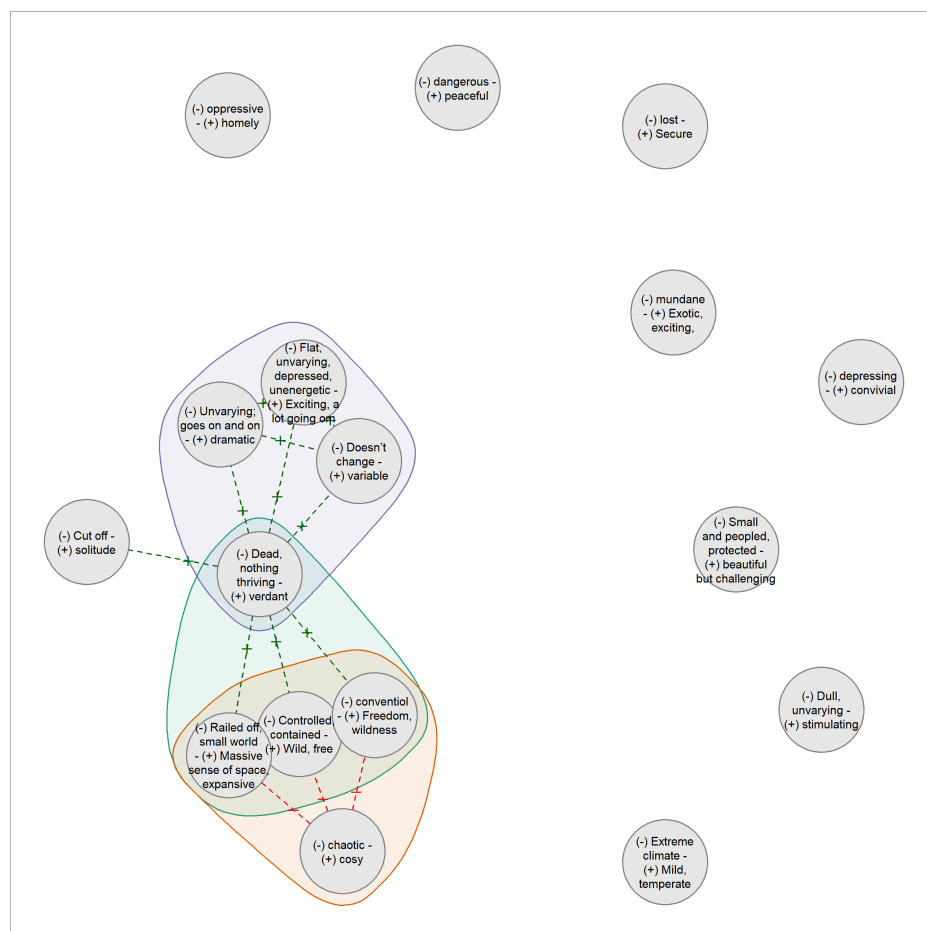 (-) oppressive
- (+) homely
(-) dangerous -
(+) peaceful
(-) lost -
(+) Secure
(-) mundane
- (+) Exotic,
exciting,
(-) depressing
- (+) convivial
(-) Flat,
unvarying,
depressed,
unenergetic -
(+) Exciting, a
lot going on
(-) Unvarying;
goes on and on
- (+) dramatic
(-) Doesn't
change -
(+) variable
(-) Cut off -
(+) solitude
(-) Dead,
nothing
thriving -
(+) verdant
(-) Small
and peopled,
protected -
(+) beautiful
but challenging
(-) Railed off,
small world
- (+) Massive
sense of space,
expansive
(-) Controlled,
contained -
(+) Wild, free
(-) conventiol
- (+) Freedom,
wildness
(-) Dull,
unvarying -
(+) stimulating
(-) chaotic -
(+) cosy
(-) Extreme
climate -
(+) Mild,
temperate